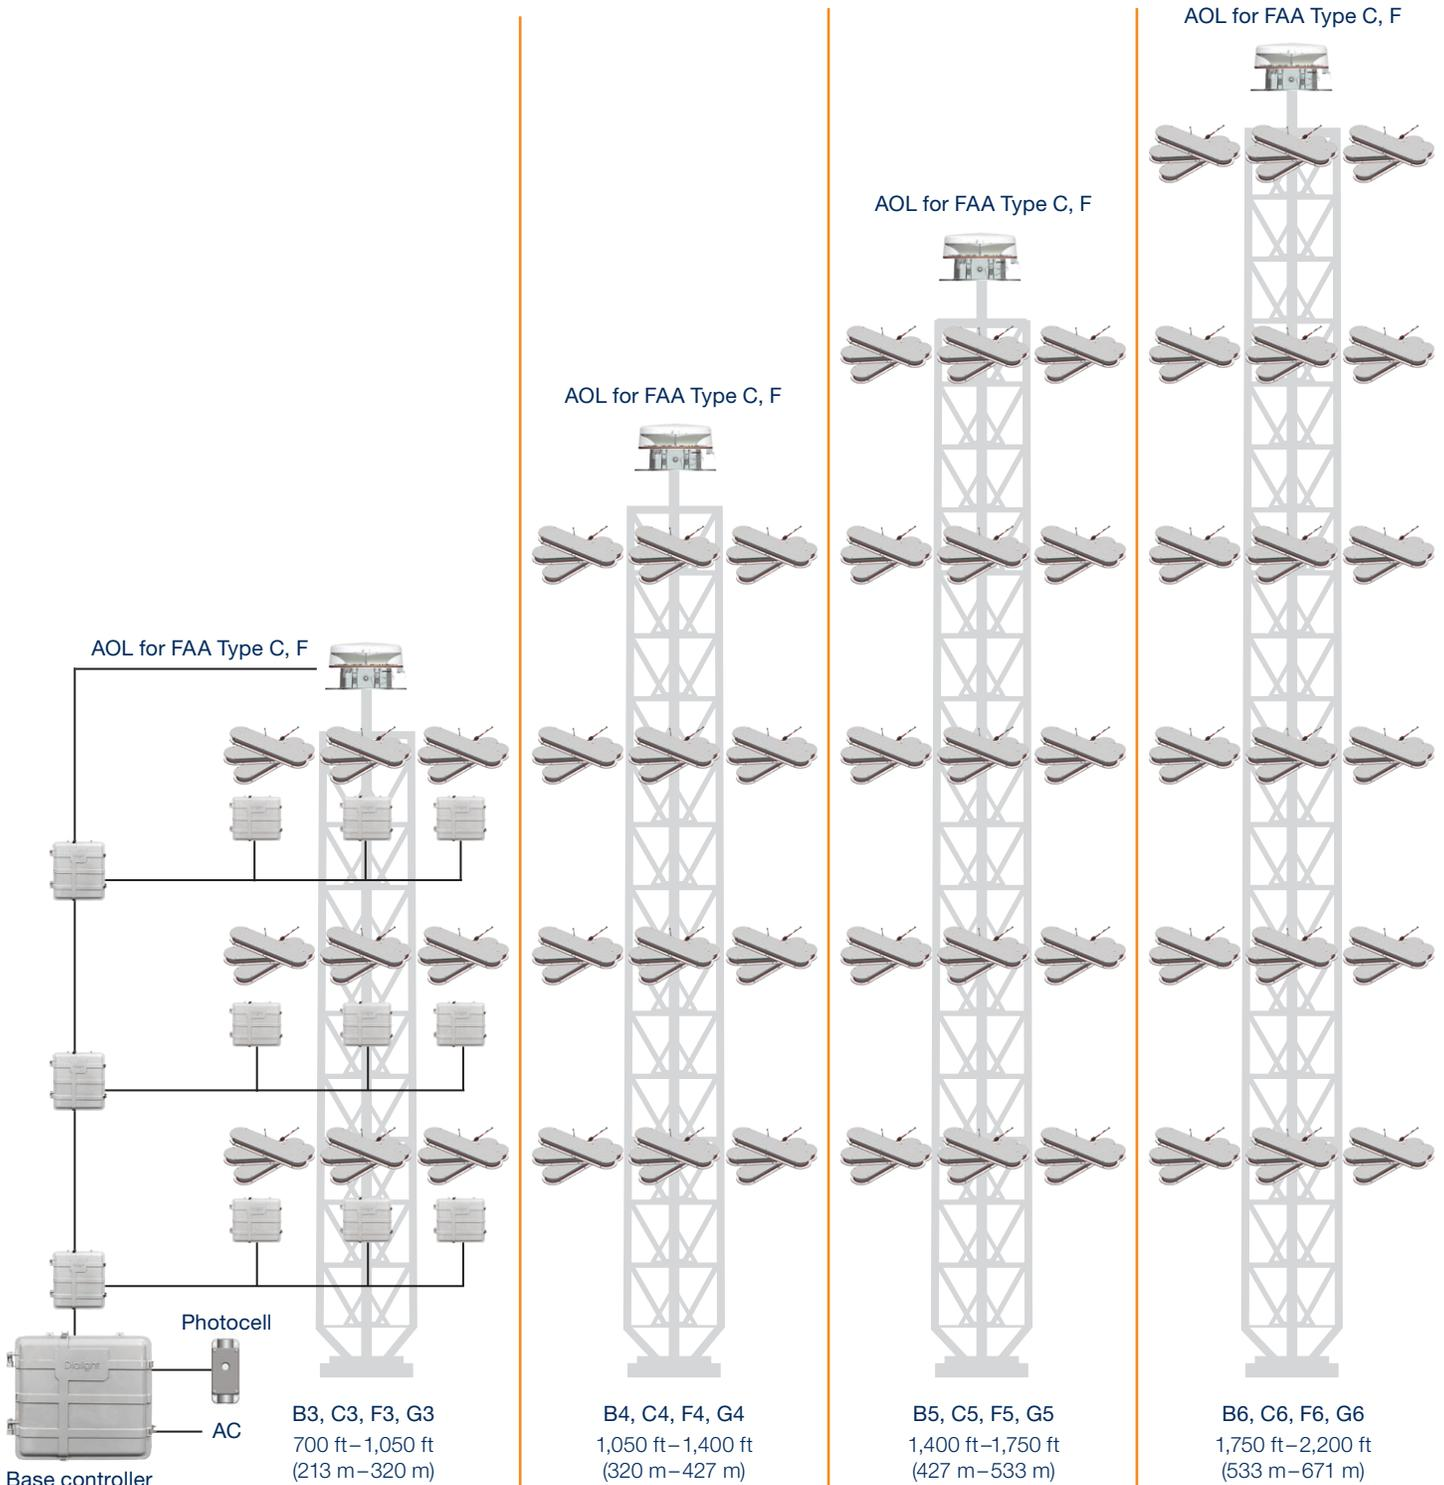 AOL for FAA Type C, F
AOL for FAA Type C, F
AOL for FAA Type C, F
AOL for FAA Type C, F
Photocell
Dialight
AC
Base controller
B3, C3, F3, G3
700 ft–1,050 ft
(213 m–320 m)
B4, C4, F4, G4
1,050 ft–1,400 ft
(320 m–427 m)
B5, C5, F5, G5
1,400 ft–1,750 ft
(427 m–533 m)
B6, C6, F6, G6
1,750 ft–2,200 ft
(533 m–671 m)